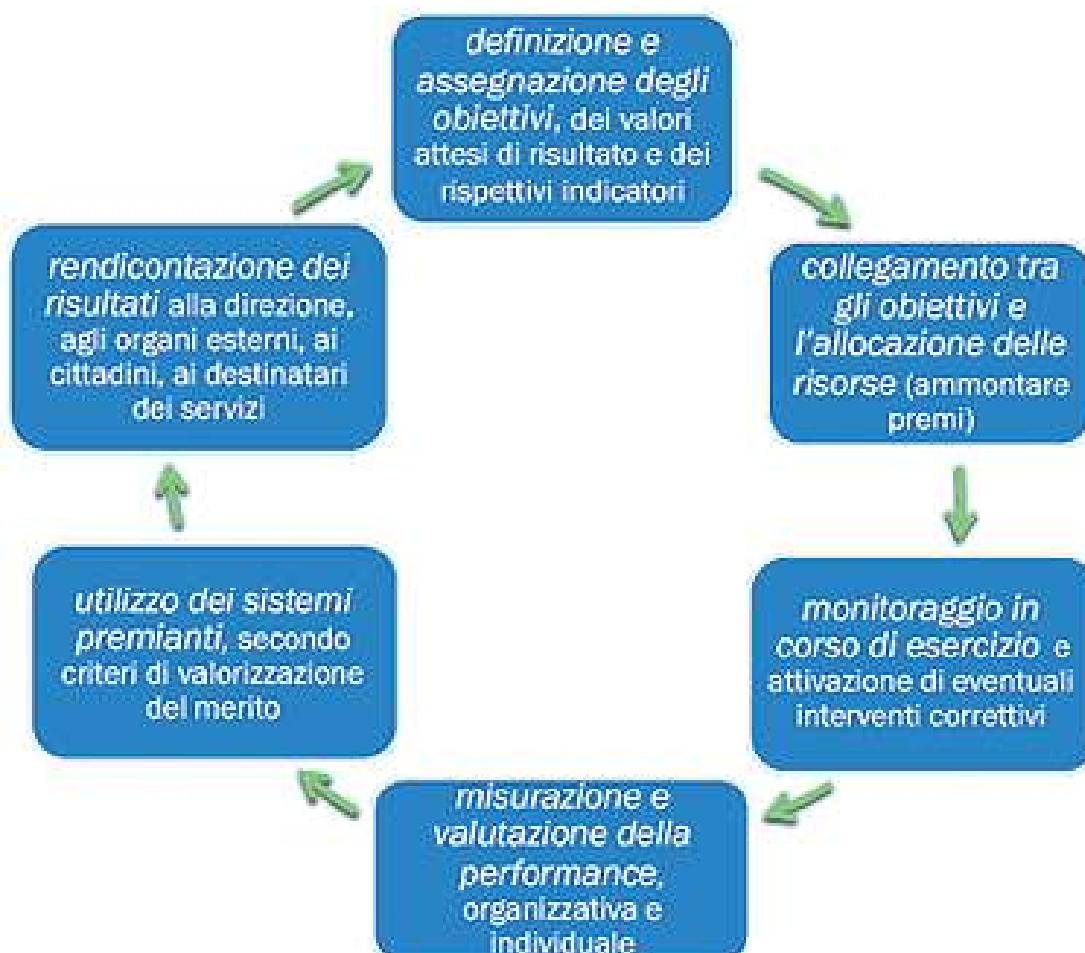 definizione e
assegnazione degli
obiettivi, dei valori
attesi di risultato e dei
rispettivi indicatori
collegamento tra
gli obiettivi e
l'allocazione delle
risorse (ammontare
premi)
monitoraggio in
corso di esercizio e
attivazione di eventuali
interventi correttivi
misurazione e
valutazione della
performance,
organizzativa e
individuale
utilizzo dei sistemi
premianti, secondo
criteri di valorizzazione
del merito
rendicontazione dei
risultati alla direzione,
agli organi esterni, ai
cittadini, ai destinatari
dei servizi